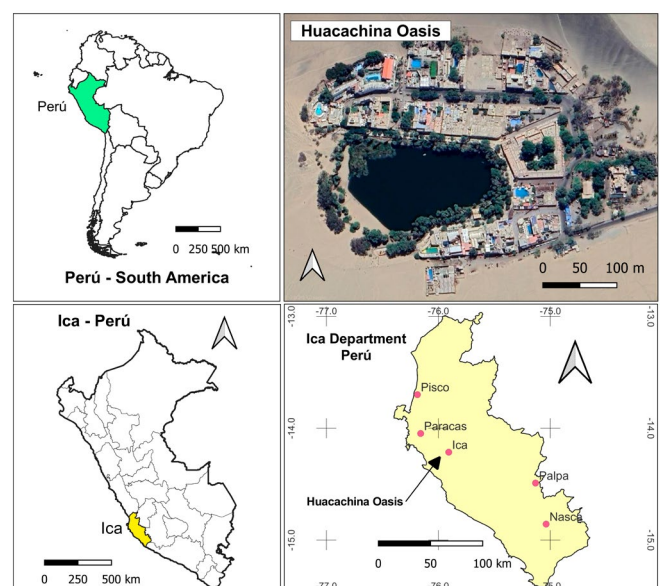 Perú
0 250 500 km
Perú - South America
Huacachina Oasis
0 50 100 m
Ica - Perú
Ica
0 250 500 km
-77.0 -76.0 -75.0
-13.0 -13.0
Ica Department
Perú
Pisco
-14.0 -14.0
Paracas
Ica
Palpa
Huacachina Oasis
Nasca
-15.0 -15.0
0 50 100 km
-77.0 -76.0 -75.0